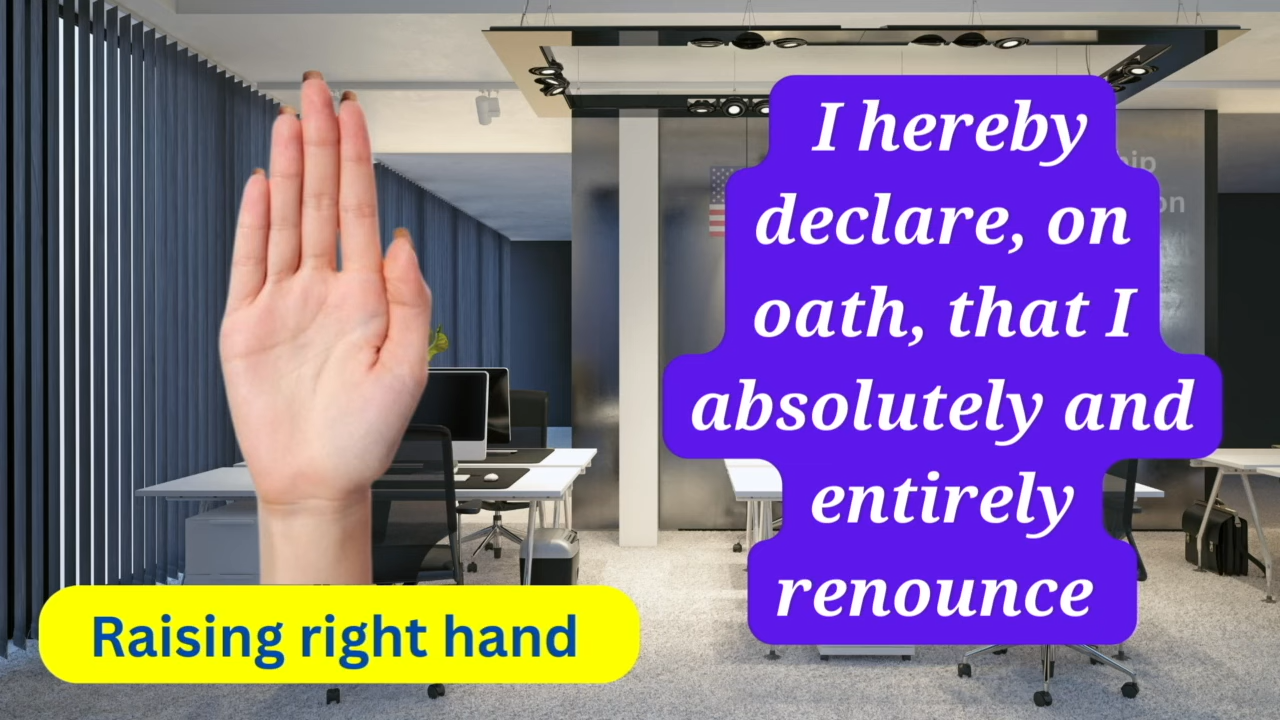 I hereby
declare, on
oath, that I
absolutely and
entirely
renounce
Raising right hand